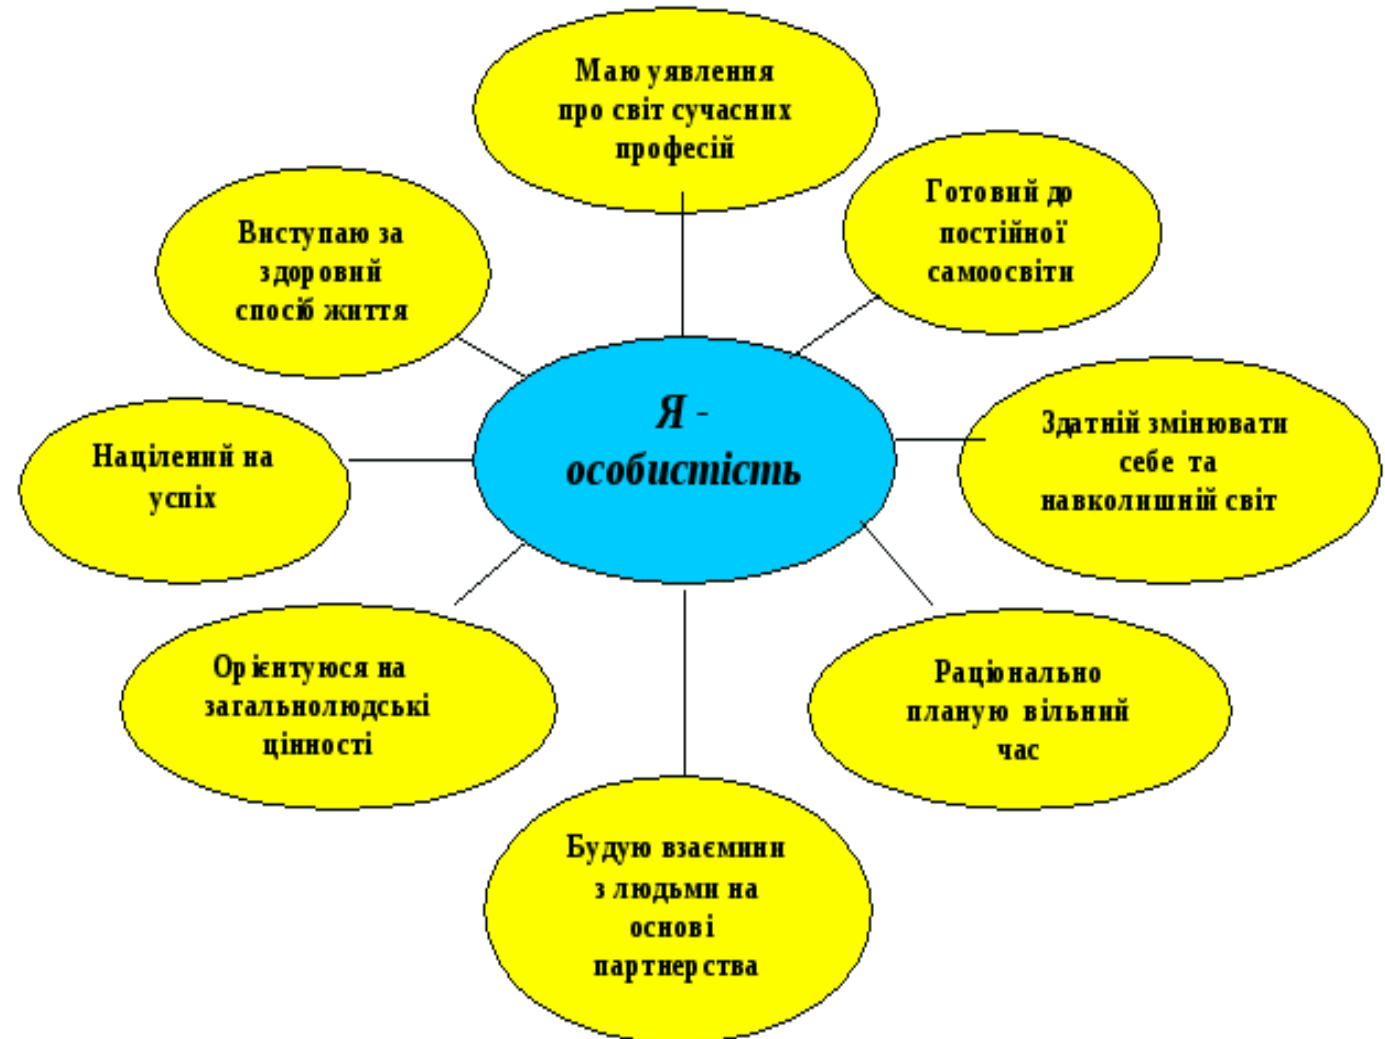 Маю уявлення
про світ сучасних
професій
Готовий до
постійної
самоосвіти
Виступаю за
здоровий
спосіб життя
Я -
особистість
Здатній змінювати
себе та
навколишній світ
Націлений на
успіх
Орієнтуюся на
загальнолюдські
цінності
Раціонально
планую вільний
час
Будую взаємини
з людьми на
основі
партнерства